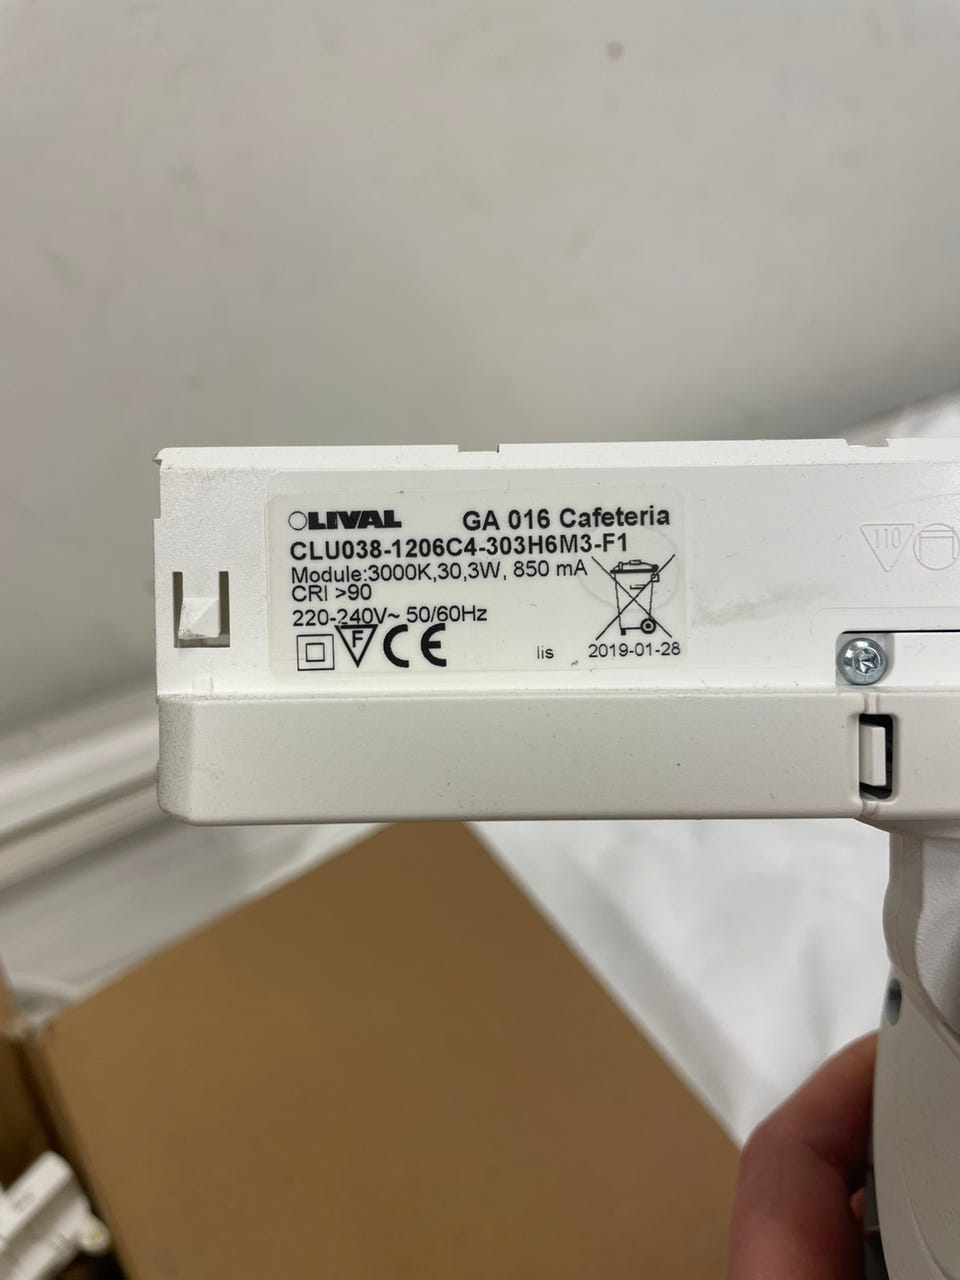 OLIVAL GA 016 Cafeteria
CLU038-1206C4-303H6M3-F1
Module:3000K,30,3W, 850 mA
CRI >90
220-240V~ 50/60Hz
F CE
lis 2019-01-28
110